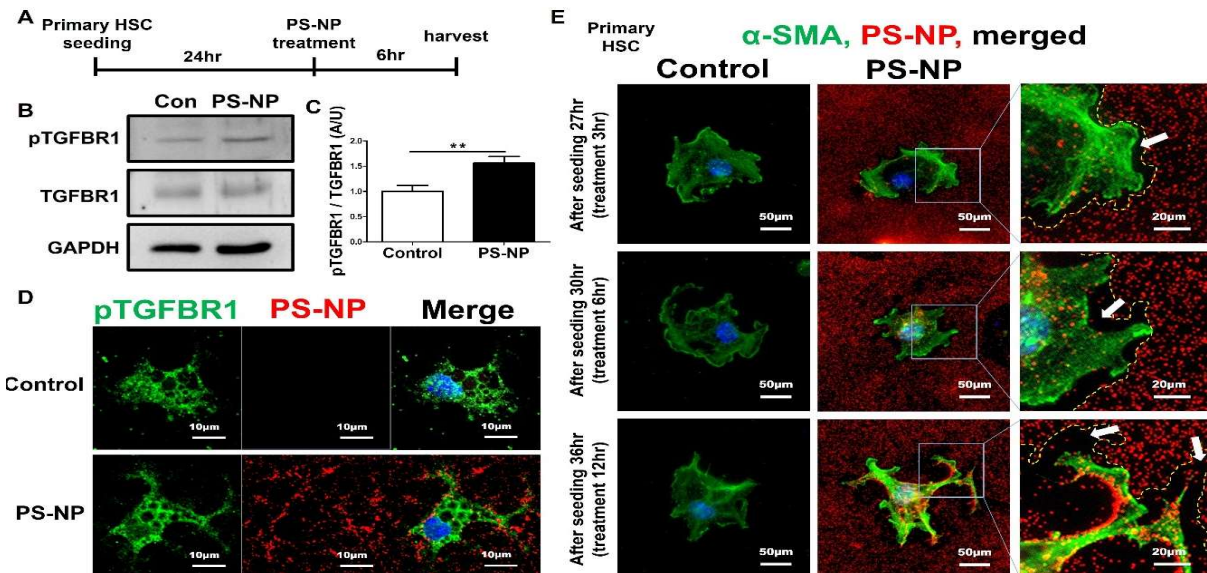 A
Primary HSC
seeding
PS-NP
treatment
harvest
24hr
6hr
B
Con PS-NP
pTGFBR1
TGFBR1
GAPDH
C
pTGFBR1 / TGFBR1 (A/U)
2.0
1.5
1.0
0.5
0.0
**
Control
PS-NP
D
pTGFBR1 PS-NP Merge
Control
10μm 10μm 10μm
PS-NP
10μm 10μm 10μm
E
Primary
HSC
α-SMA, PS-NP, merged
Control PS-NP
After seeding 27hr
(treatment 3hr)
50μm 50μm 20μm
After seeding 30hr
(treatment 6hr)
50μm 50μm 20μm
After seeding 36hr
(treatment 12hr)
50μm 50μm 20μm